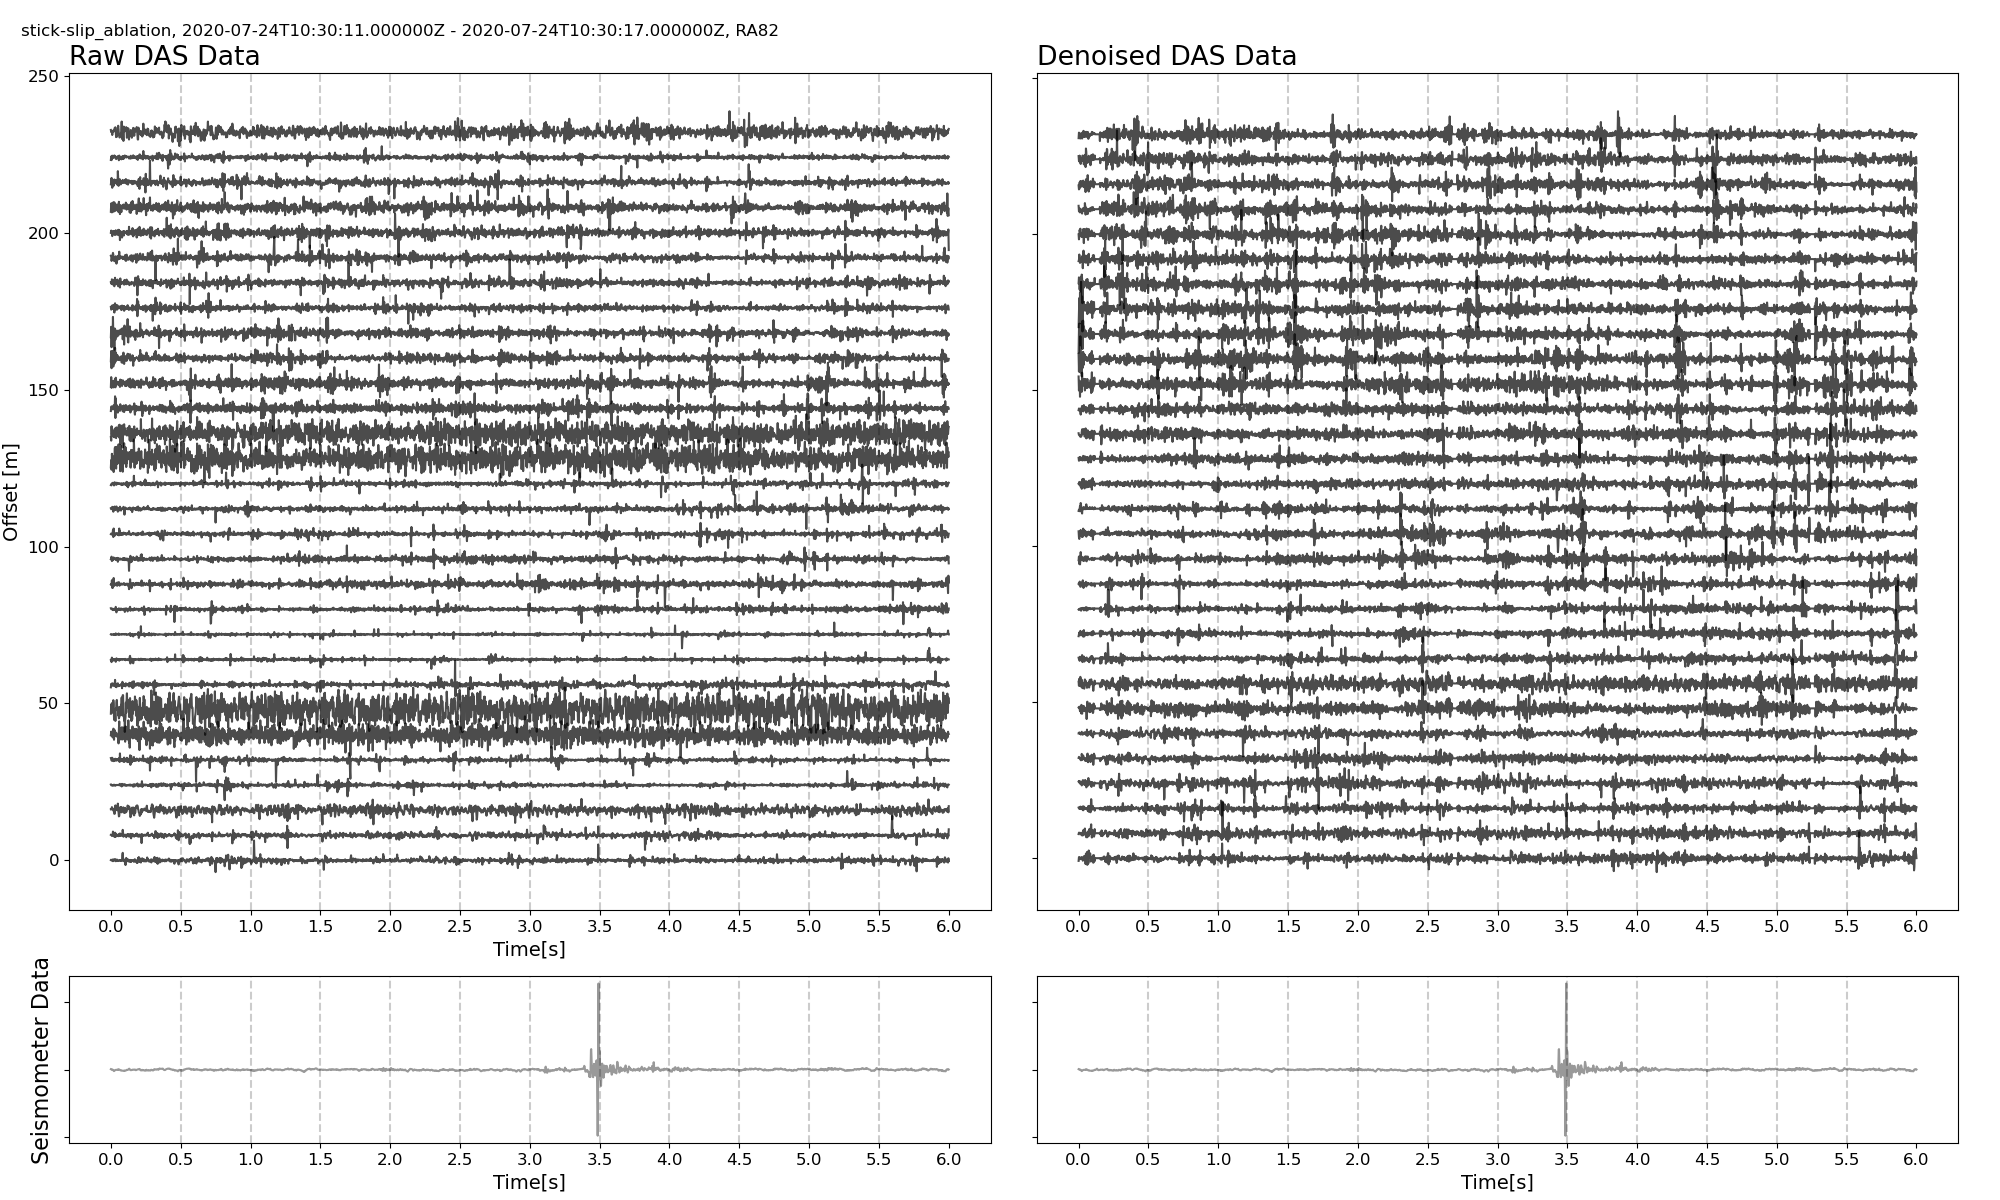 stick-slip_ablation, 2020-07-24T10:30:11.000000Z - 2020-07-24T10:30:17.000000Z, RA82
Raw DAS Data
Denoised DAS Data
Offset [m]
250
200
150
100
50
0
0.0 0.5 1.0 1.5 2.0 2.5 3.0 3.5 4.0 4.5 5.0 5.5 6.0
Time[s]
0.0 0.5 1.0 1.5 2.0 2.5 3.0 3.5 4.0 4.5 5.0 5.5 6.0
Seismometer Data
0.0 0.5 1.0 1.5 2.0 2.5 3.0 3.5 4.0 4.5 5.0 5.5 6.0
Time[s]
0.0 0.5 1.0 1.5 2.0 2.5 3.0 3.5 4.0 4.5 5.0 5.5 6.0
Time[s]